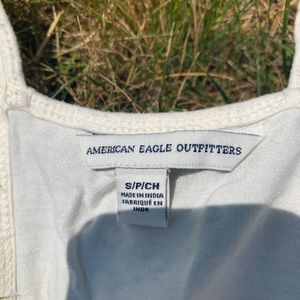 AMERICAN EAGLE OUTFITTERS
S/P/CH
MADE IN INDIA
FABRIQUÉ EN
INDE